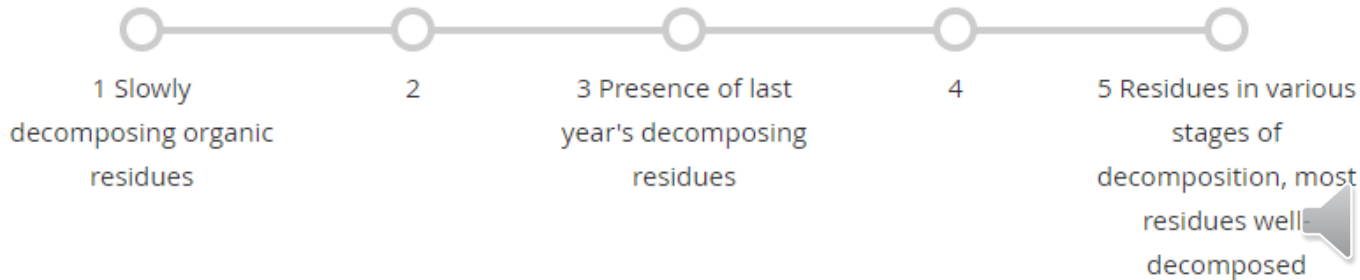 1 Slowly
decomposing organic
residues
2
3 Presence of last
year's decomposing
residues
4
5 Residues in various
stages of
decomposition, most
residues well-
decomposed